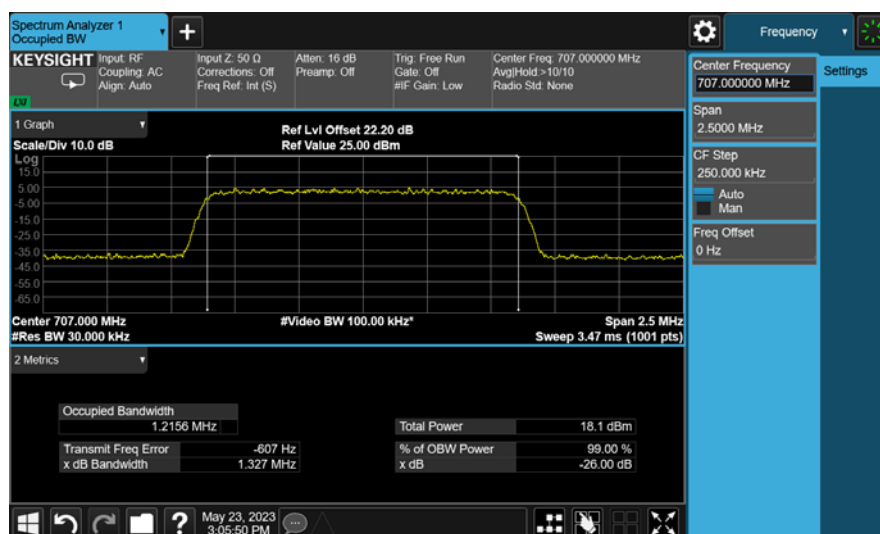 Spectrum Analyzer 1
Occupied BW
+
Frequency
KEYSIGHT
LXI
Input: RF
Coupling: AC
Align: Auto
Input Z: 50 Ω
Corrections: Off
Freq Ref: Int (S)
Atten: 16 dB
Preamp: Off
Trig: Free Run
Gate: Off
#IF Gain: Low
Center Freq: 707.000000 MHz
Avg|Hold:>10/10
Radio Std: None
Center Frequency
707.000000 MHz
Settings
Span
2.5000 MHz
CF Step
250.000 kHz
Auto
Man
Freq Offset
0 Hz
1 Graph
Scale/Div 10.0 dB
Ref Lvl Offset 22.20 dB
Ref Value 25.00 dBm
Log
15.0
5.00
-5.00
-15.0
-25.0
-35.0
-45.0
-55.0
-65.0
Center 707.000 MHz
#Res BW 30.000 kHz
#Video BW 100.00 kHz*
Span 2.5 MHz
Sweep 3.47 ms (1001 pts)
2 Metrics
Occupied Bandwidth
1.2156 MHz
Total Power 18.1 dBm
Transmit Freq Error -607 Hz
% of OBW Power 99.00 %
x dB Bandwidth 1.327 MHz
x dB -26.00 dB
?
May 23, 2023
3:05:50 PM